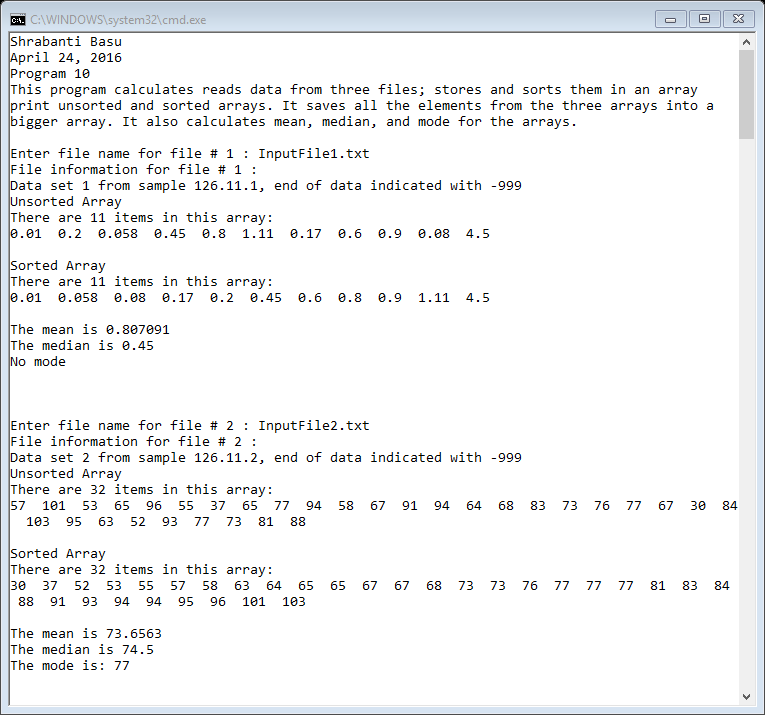 C:\WINDOWS\system32\cmd.exe
Shrabanti Basu
April 24, 2016
Program 10
This program calculates reads data from three files; stores and sorts them in an array
print unsorted and sorted arrays. It saves all the elements from the three arrays into a
bigger array. It also calculates mean, median, and mode for the arrays.
Enter file name for file # 1 : InputFile1.txt
File information for file # 1 :
Data set 1 from sample 126.11.1, end of data indicated with -999
Unsorted Array
There are 11 items in this array:
0.01  0.2  0.058  0.45  0.8  1.11  0.17  0.6  0.9  0.08  4.5
Sorted Array
There are 11 items in this array:
0.01  0.058  0.08  0.17  0.2  0.45  0.6  0.8  0.9  1.11  4.5
The mean is 0.807091
The median is 0.45
No mode
Enter file name for file # 2 : InputFile2.txt
File information for file # 2 :
Data set 2 from sample 126.11.2, end of data indicated with -999
Unsorted Array
There are 32 items in this array:
57  101  53  65  96  55  37  65  77  94  58  67  91  94  64  68  83  73  76  77  67  30  84
103  95  63  52  93  77  73  81  88
Sorted Array
There are 32 items in this array:
30  37  52  53  55  57  58  63  64  65  65  67  67  68  73  73  76  77  77  77  81  83  84
88  91  93  94  94  95  96  101  103
The mean is 73.6563
The median is 74.5
The mode is: 77